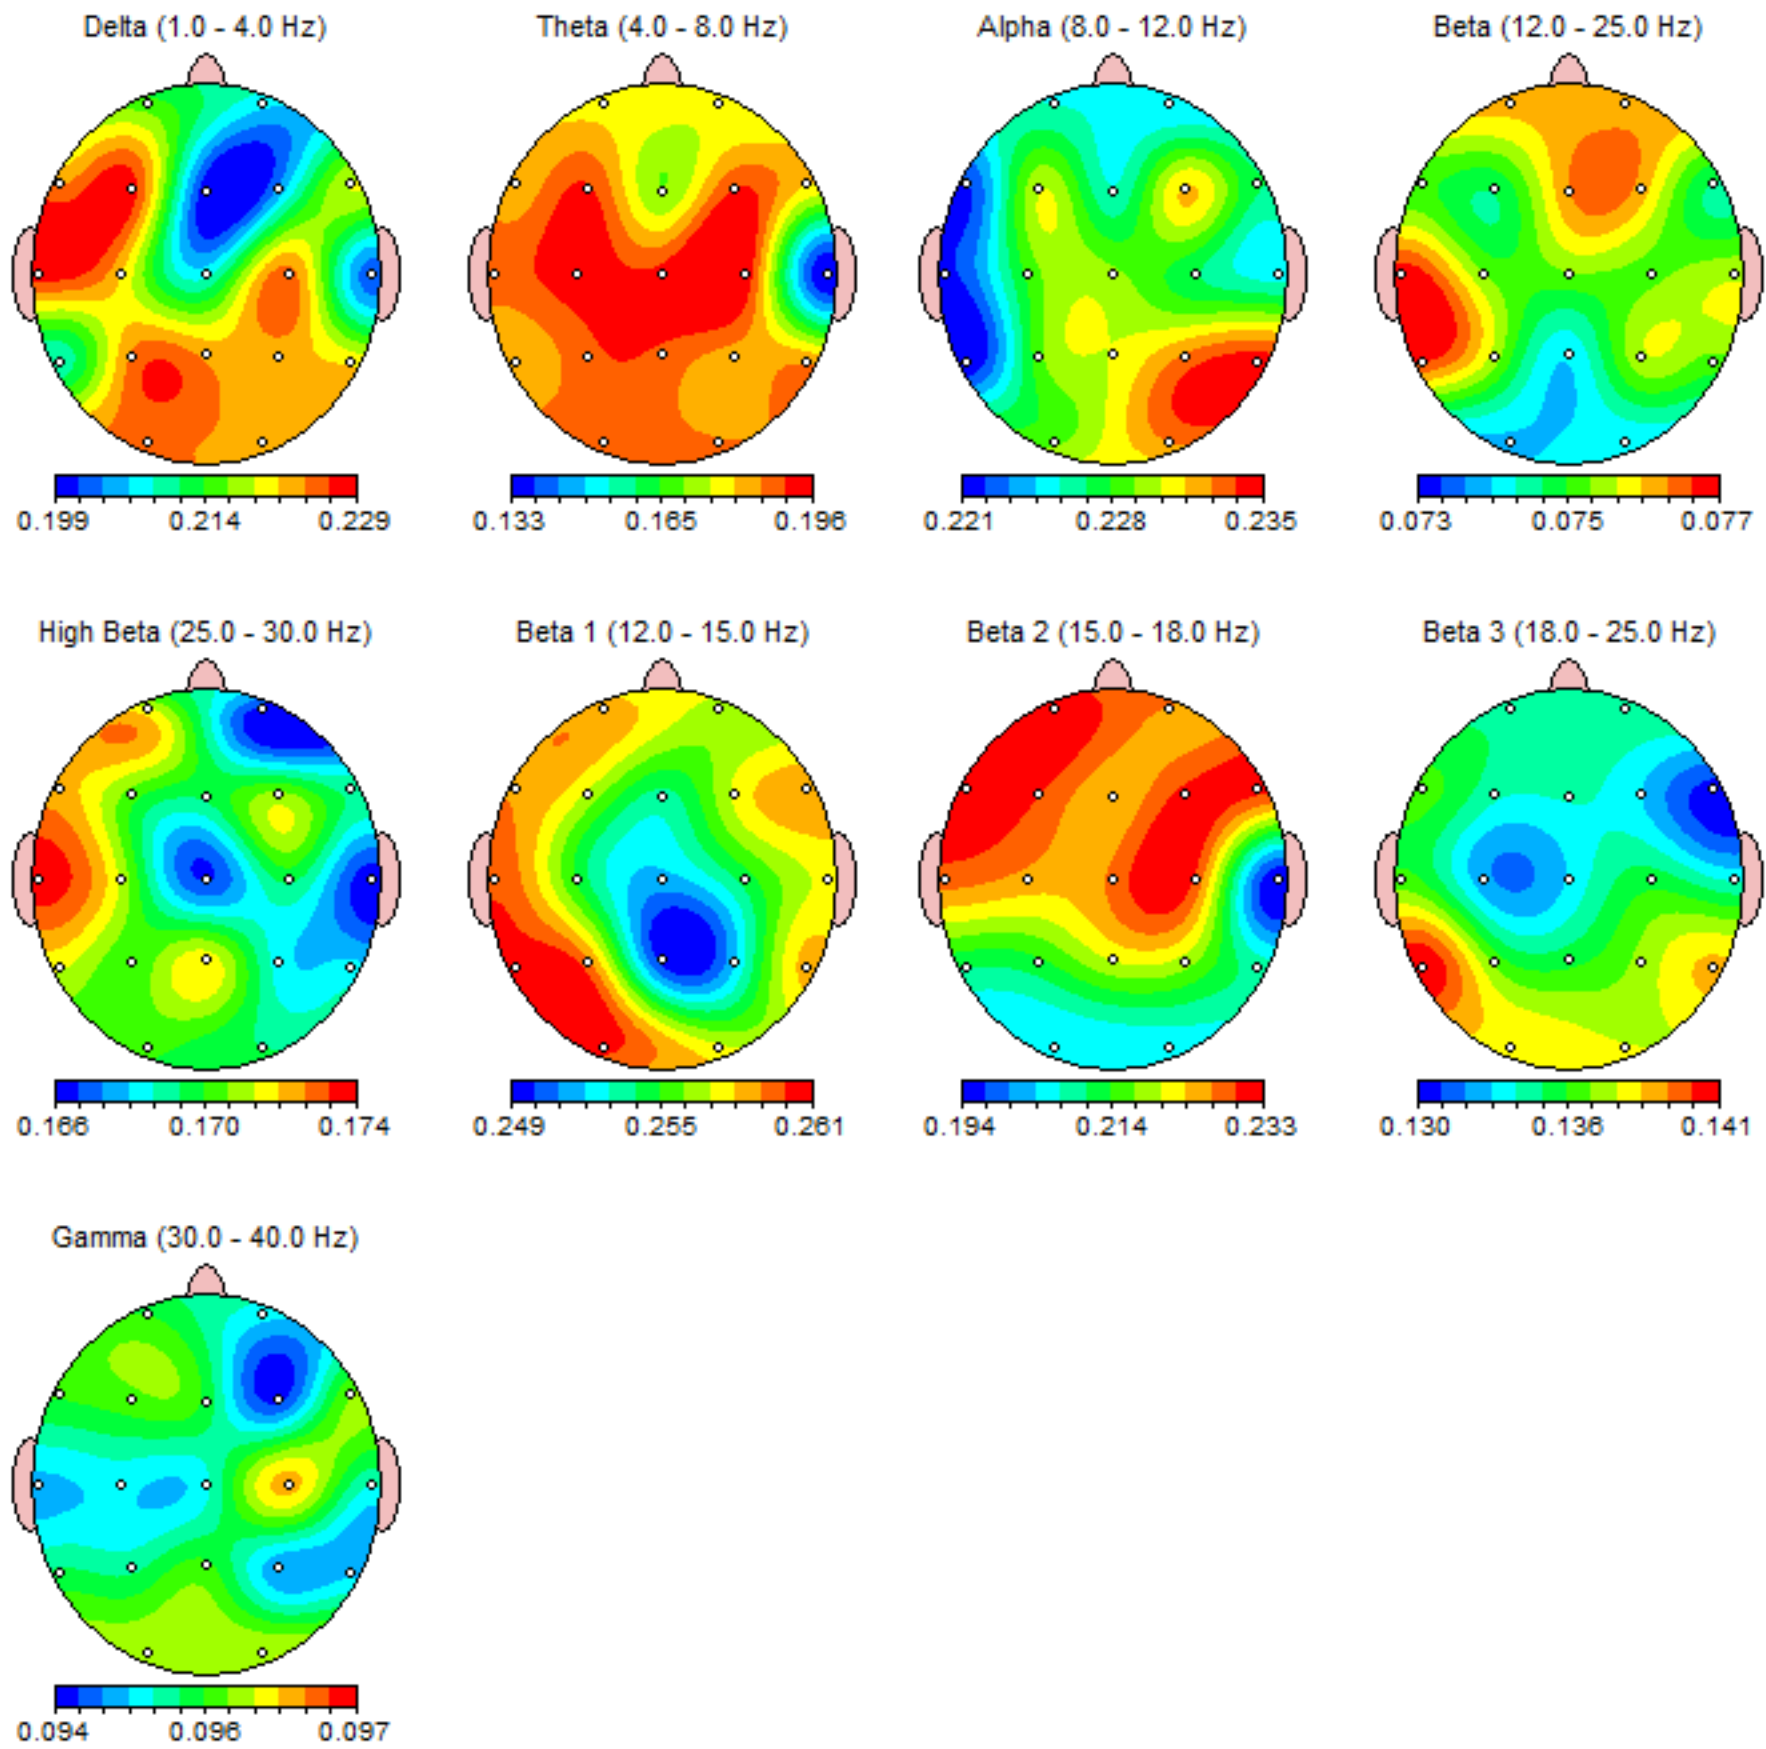 Delta (1.0 - 4.0 Hz)
Theta (4.0 - 8.0 Hz)
Alpha (8.0 - 12.0 Hz)
Beta (12.0 - 25.0 Hz)
0.199 0.214 0.229
0.133 0.165 0.196
0.221 0.228 0.235
0.073 0.075 0.077
High Beta (25.0 - 30.0 Hz)
Beta 1 (12.0 - 15.0 Hz)
Beta 2 (15.0 - 18.0 Hz)
Beta 3 (18.0 - 25.0 Hz)
0.166 0.170 0.174
0.249 0.255 0.261
0.194 0.214 0.233
0.130 0.136 0.141
Gamma (30.0 - 40.0 Hz)
0.094 0.096 0.097